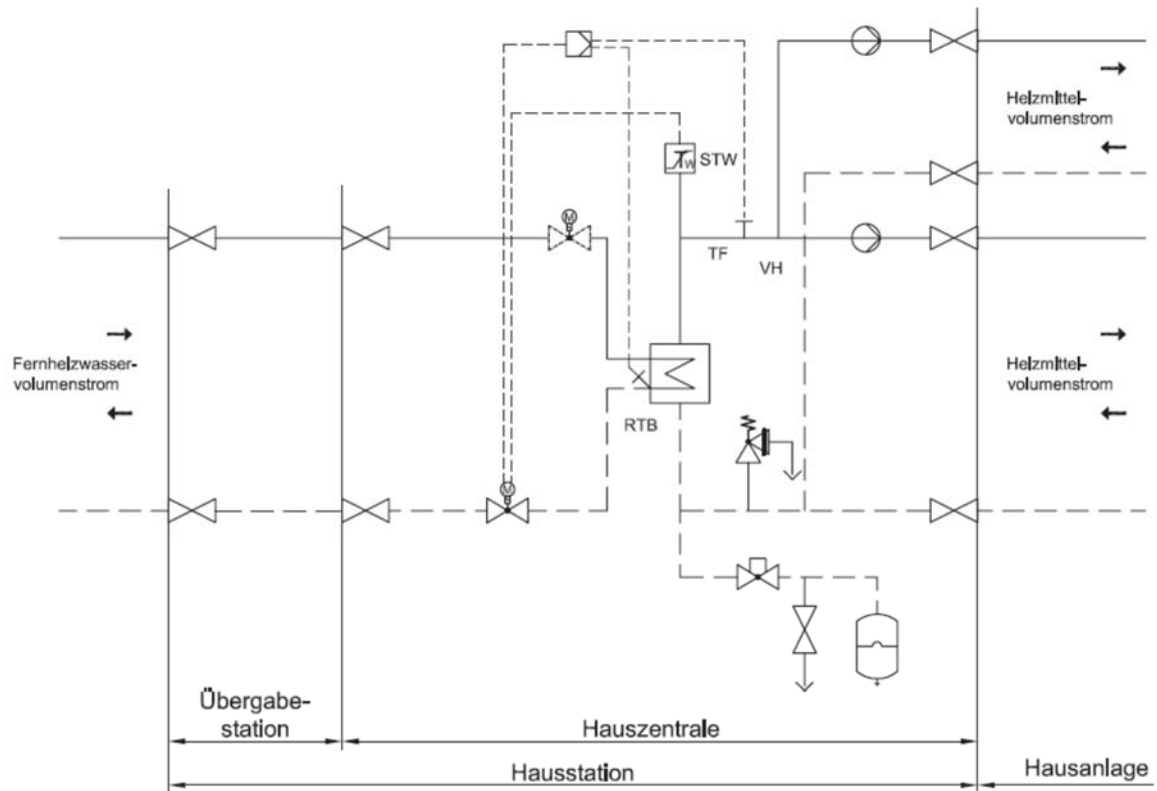 M
T W
STW
Heizmittel-
volumenstrom
TF
VH
Fernheizwasser-
volumenstrom
Heizmittel-
volumenstrom
RTB
M
Übergabe-
station
Hauszentrale
Hausstation
Hausanlage